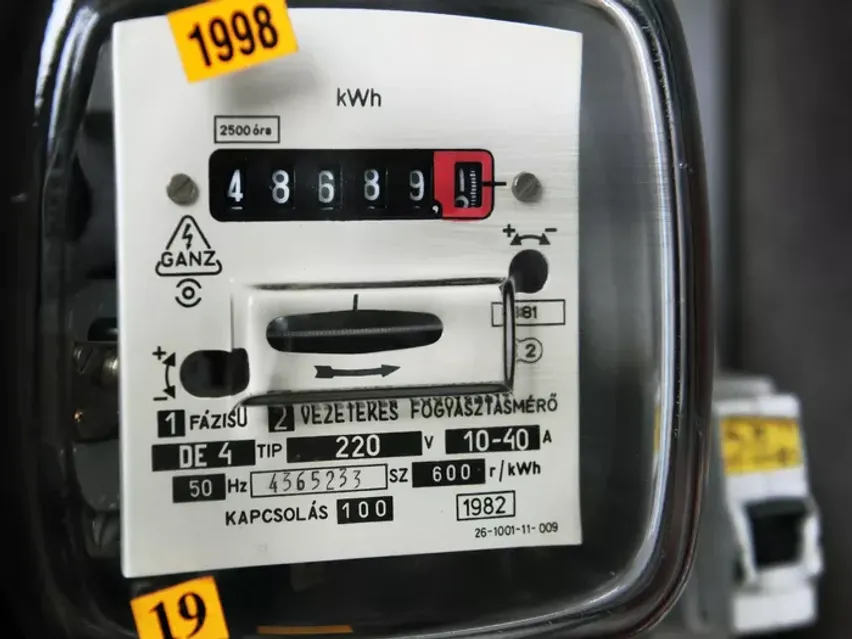 1998
kWh
2500 óra
4 8 6 8 9,
+ -
GANZ
81
2
+
-
1 FÁZISÚ 2 VEZETÉKES FOGYASZTÁSMÉRŐ
DE 4 TIP 220 V 10-40 A
50 Hz 4365233 SZ 600 r/kWh
KAPCSOLÁS 100 1982
26-1001-11-009
19